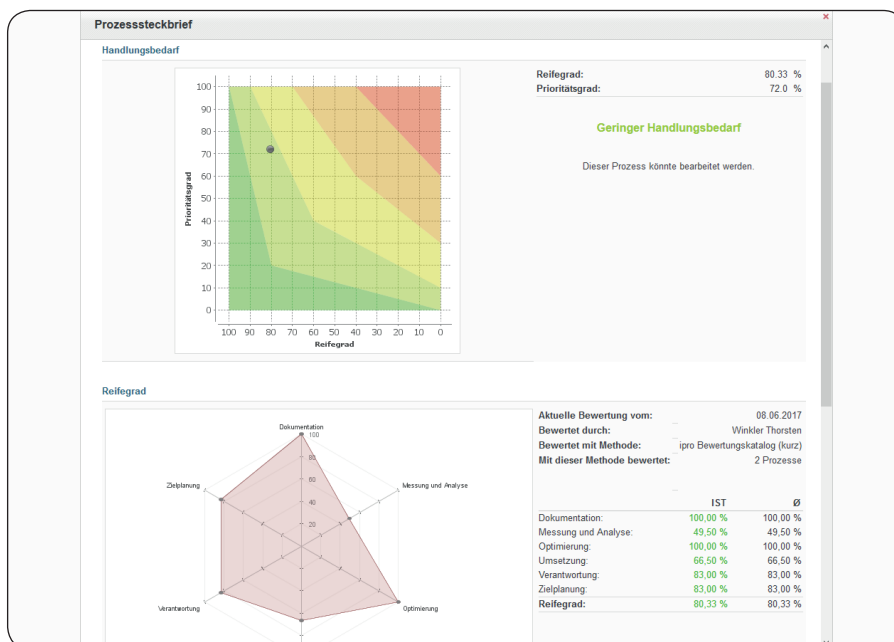 Prozesssteckbrief
Handlungsbedarf
100
90
80
70
60
50
40
30
20
10
0
Prioritätsgrad
100 90 80 70 60 50 40 30 20 10 0
Reifegrad
Reifegrad: 80.33 %
Prioritätsgrad: 72.0 %
Geringer Handlungsbedarf
Dieser Prozess könnte bearbeitet werden.
Reifegrad
Dokumentation
100
80
60
40
20
Zielplanung
Messung und Analyse
Verantwortung
Optimierung
Aktuelle Bewertung vom: 08.06.2017
Bewertet durch: Winkler Thorsten
Bewertet mit Methode: ipro Bewertungskatalog (kurz)
Mit dieser Methode bewertet: 2 Prozesse
IST Ø
Dokumentation: 100,00 % 100,00 %
Messung und Analyse: 49,50 % 49,50 %
Optimierung: 100,00 % 100,00 %
Umsetzung: 66,50 % 66,50 %
Verantwortung: 83,00 % 83,00 %
Zielplanung: 83,00 % 83,00 %
Reifegrad: 80,33 % 80,33 %